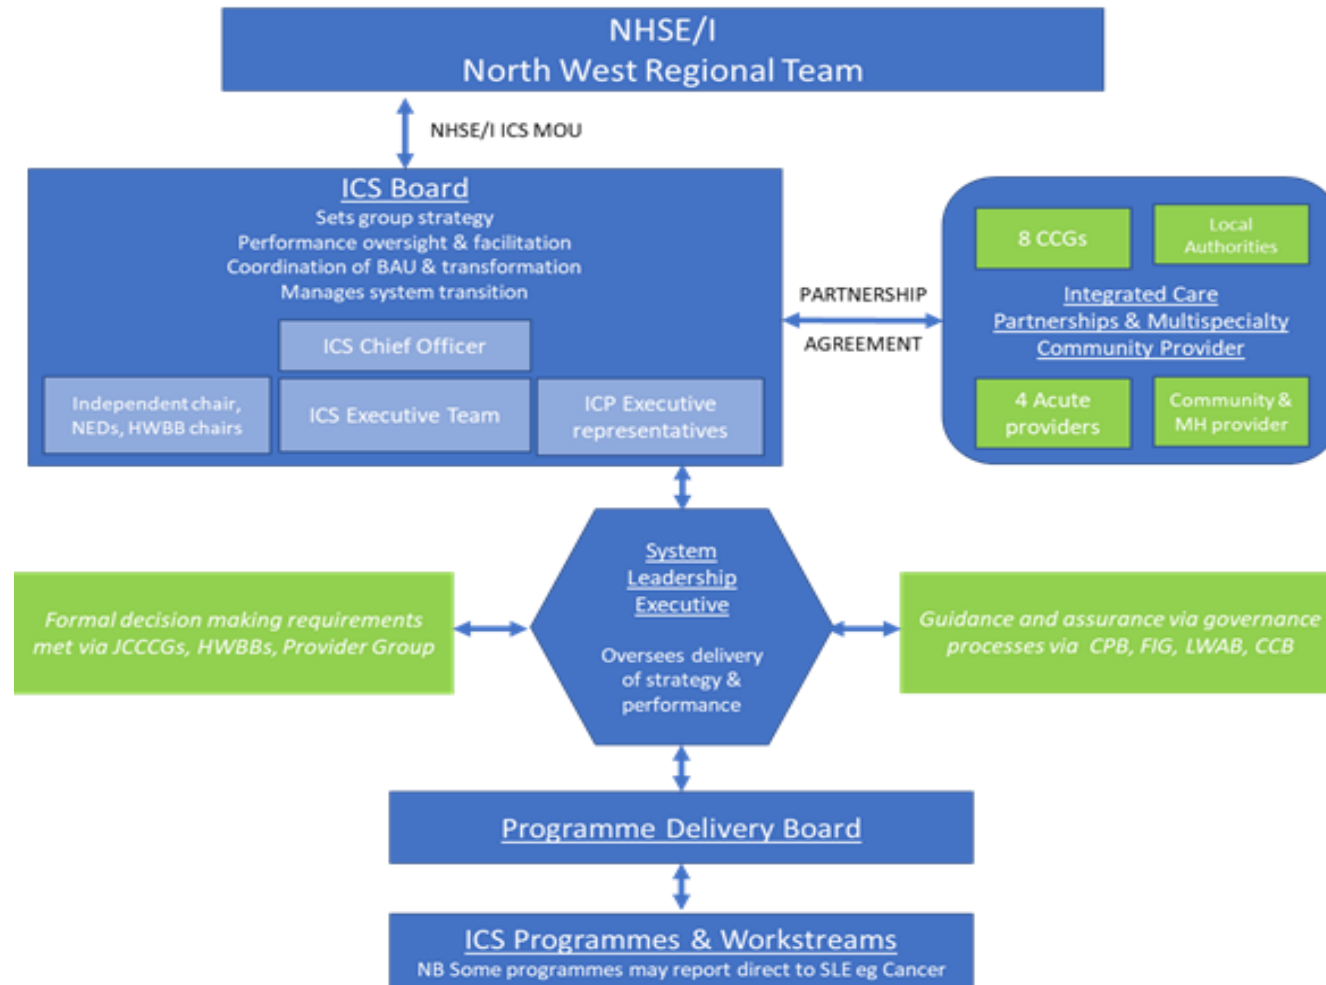 NHSE/I
North West Regional Team
NHSE/I ICS MOU
ICS Board
Sets group strategy
Performance oversight & facilitation
Coordination of BAU & transformation
Manages system transition
ICS Chief Officer
Independent chair,
NEDs, HWBB chairs
ICS Executive Team
ICP Executive
representatives
PARTNERSHIP
AGREEMENT
8 CCGs
Local
Authorities
Integrated Care
Partnerships & Multispecialty
Community Provider
4 Acute
providers
Community &
MH provider
System
Leadership
Executive
Oversees delivery
of strategy &
performance
Formal decision making requirements
met via JCCCGs, HWBBs, Provider Group
Guidance and assurance via governance
processes via CPB, FIG, LWAB, CCB
Programme Delivery Board
ICS Programmes & Workstreams
NB Some programmes may report direct to SLE eg Cancer